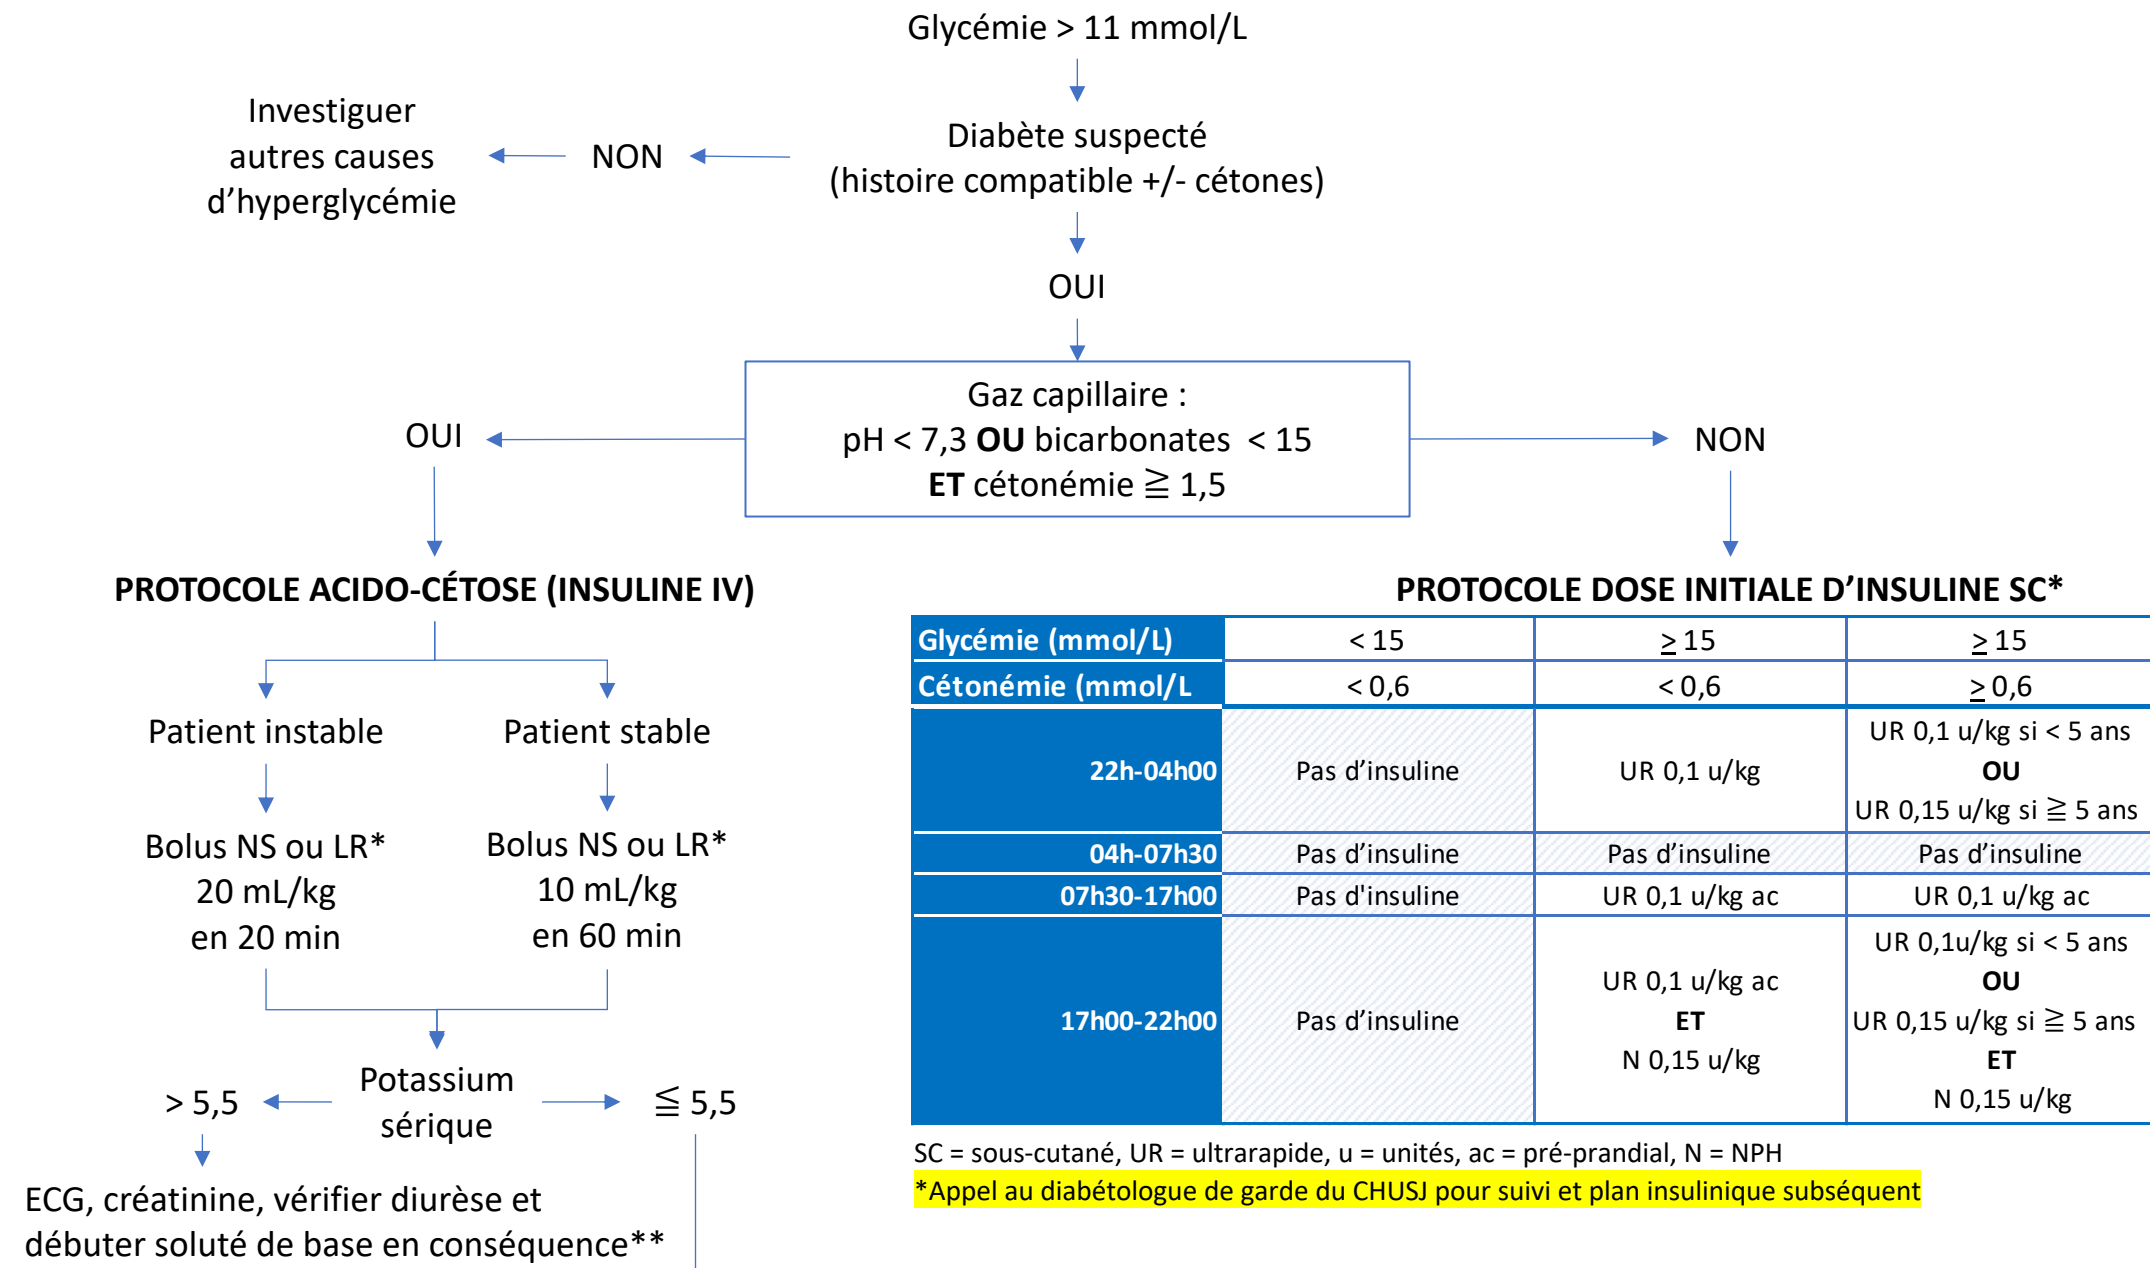 Glycémie > 11 mmol/L
Investiguer
autres causes
d’hyperglycémie
NON
Diabète suspecté
(histoire compatible +/- cétones)
OUI
Gaz capillaire :
pH < 7,3 OU bicarbonates < 15
ET cétonémie ≧ 1,5
OUI
NON
PROTOCOLE ACIDO-CÉTOSE (INSULINE IV)
Patient instable
Patient stable
Bolus NS ou LR*
20 mL/kg
en 20 min
Bolus NS ou LR*
10 mL/kg
en 60 min
Potassium
sérique
> 5,5
≦ 5,5
ECG, créatinine, vérifier diurèse et
débuter soluté de base en conséquence**
PROTOCOLE DOSE INITIALE D’INSULINE SC*
Glycémie (mmol/L) < 15 ≥ 15 ≥ 15
Cétonémie (mmol/L < 0,6 < 0,6 ≥ 0,6
22h-04h00
Pas d’insuline
UR 0,1 u/kg
UR 0,1 u/kg si < 5 ans
OU
UR 0,15 u/kg si ≧ 5 ans
04h-07h30 Pas d’insuline Pas d’insuline Pas d’insuline
07h30-17h00 Pas d'insuline UR 0,1 u/kg ac UR 0,1 u/kg ac
17h00-22h00
Pas d’insuline
UR 0,1 u/kg ac
ET
N 0,15 u/kg
UR 0,1u/kg si < 5 ans
OU
UR 0,15 u/kg si ≧ 5 ans
ET
N 0,15 u/kg
SC = sous-cutané, UR = ultrarapide, u = unités, ac = pré-prandial, N = NPH
*Appel au diabétologue de garde du CHUSJ pour suivi et plan insulinique subséquent